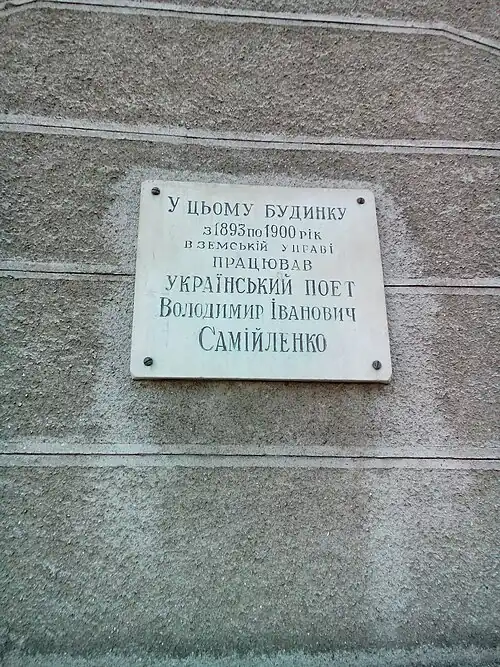 У ЦЬОМУ БУДИНКУ
З 1893 ПО 1900 РІК
В ЗЕМСЬКІЙ УПРАВІ
ПРАЦЮВАВ
УКРАЇНСЬКИЙ ПОЕТ
ВОЛОДИМИР ІВАНОВИЧ
САМІЙЛЕНКО